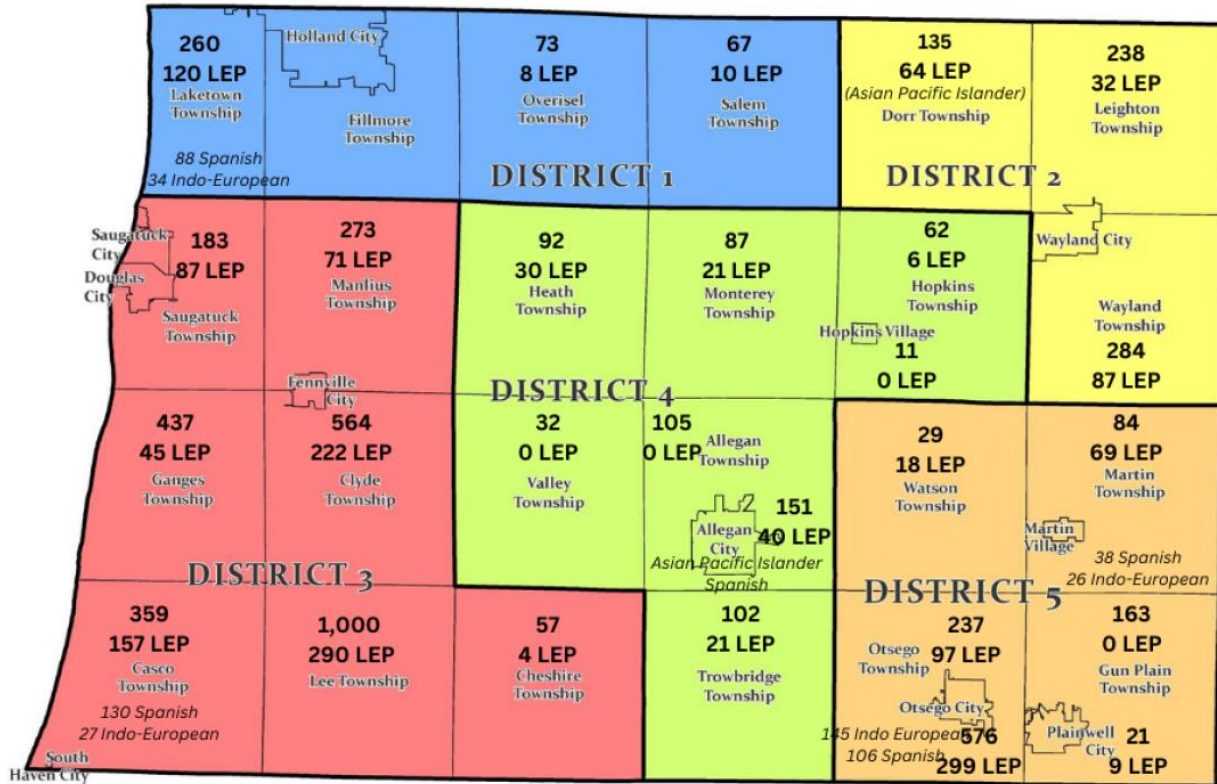 260
120 LEP
Laketown
Township
88 Spanish
34 Indo-European
Holland City
Fillmore
Township
73
8 LEP
Overisel
Township
67
10 LEP
Salem
Township
DISTRICT 1
135
64 LEP
(Asian Pacific Islander)
Dorr Township
238
32 LEP
Leighton
Township
DISTRICT 2
Wayland City
Wayland
Township
284
87 LEP
Saugatuck
City
183
87 LEP
Douglas
City
Saugatuck
Township
273
71 LEP
Manlius
Township
92
30 LEP
Heath
Township
87
21 LEP
Monterey
Township
62
6 LEP
Hopkins
Township
Hopkins Village
11
0 LEP
Fennville
City
DISTRICT 4
437
45 LEP
Ganges
Township
564
222 LEP
Clyde
Township
32
0 LEP
Valley
Township
105
0 LEP
Allegan
Township
Allegan
City
151
40 LEP
Asian Pacific Islander
Spanish
29
18 LEP
Watson
Township
84
69 LEP
Martin
Township
Martin
Village
38 Spanish
26 Indo-European
DISTRICT 3
DISTRICT 5
359
157 LEP
Casco
Township
130 Spanish
27 Indo-European
South
Haven City
1,000
290 LEP
Lee Township
57
4 LEP
Cheshire
Township
102
21 LEP
Trowbridge
Township
237
97 LEP
Otsego
Township
Otsego City
145 Indo European
106 Spanish
576
299 LEP
163
0 LEP
Gun Plain
Township
Plainwell
City
21
9 LEP